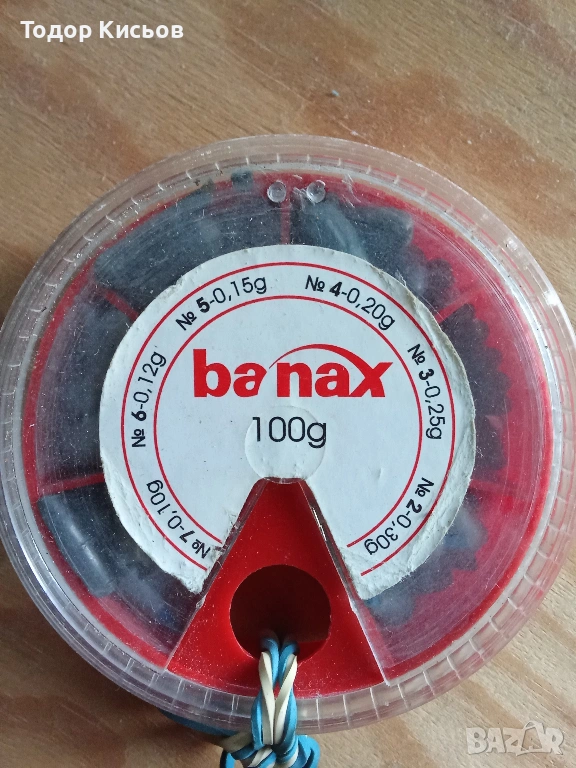 Тодор Кисьов
№ 7-0,10g
№ 6-0,12g
№ 5-0,15g
№ 4-0,20g
№ 3-0,25g
№ 2-0,30g
banax
100g
BAZAR